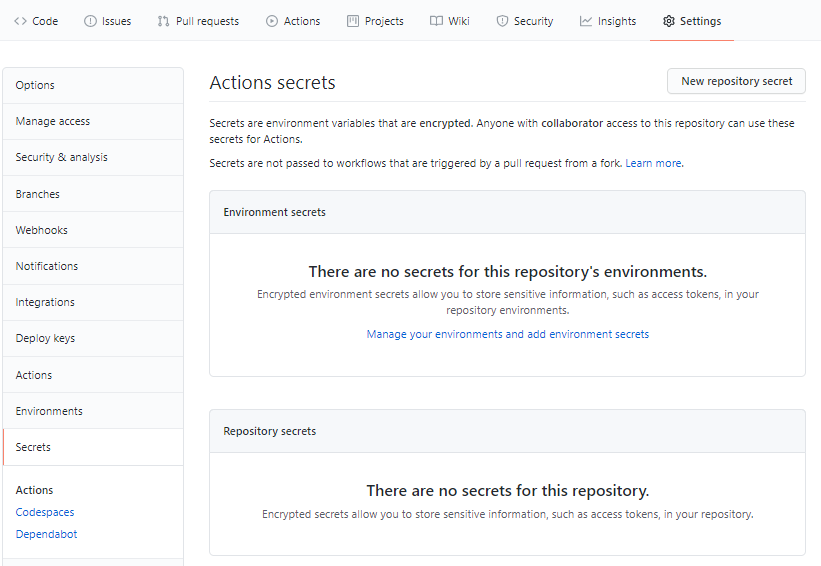 Code Issues Pull requests Actions Projects Wiki Security Insights Settings
Options
Manage access
Security & analysis
Branches
Webhooks
Notifications
Integrations
Deploy keys
Actions
Environments
Secrets
Actions
Codespaces
Dependabot
Actions secrets New repository secret
Secrets are environment variables that are encrypted. Anyone with collaborator access to this repository can use these
secrets for Actions.
Secrets are not passed to workflows that are triggered by a pull request from a fork. Learn more.
Environment secrets
There are no secrets for this repository's environments.
Encrypted environment secrets allow you to store sensitive information, such as access tokens, in your
repository environments.
Manage your environments and add environment secrets
Repository secrets
There are no secrets for this repository.
Encrypted secrets allow you to store sensitive information, such as access tokens, in your repository.